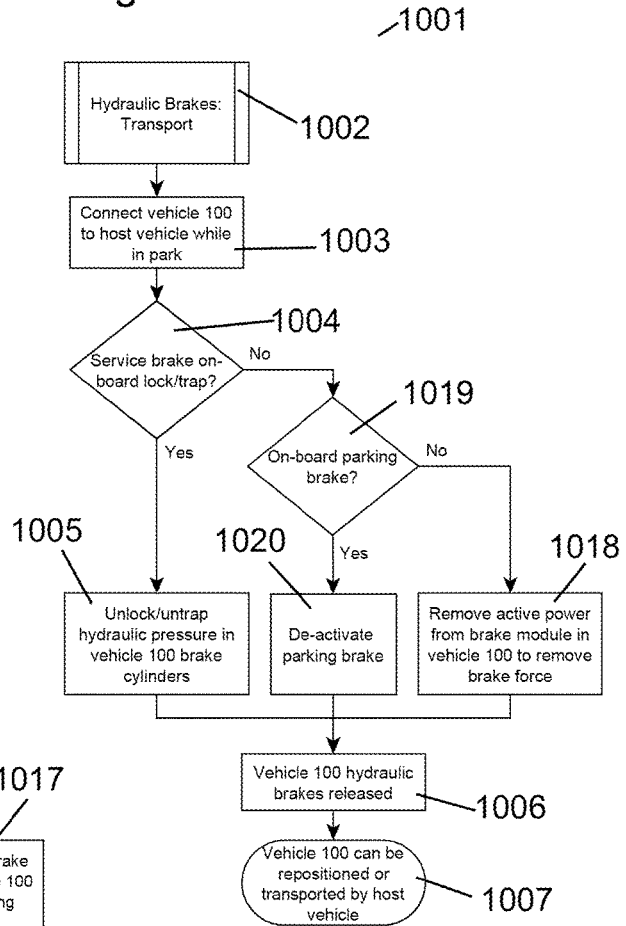 1001
Hydraulic Brakes:
Transport
1002
Connect vehicle 100
to host vehicle while
in park
1003
1004
Service brake on-
board lock/trap?
No
Yes
1019
On-board parking
brake?
No
Yes
1005
1020
1018
Unlock/untrap
hydraulic pressure in
vehicle 100 brake
cylinders
De-activate
parking brake
Remove active power
from brake module in
vehicle 100 to remove
brake force
Vehicle 100 hydraulic
brakes released
1006
Vehicle 100 can be
repositioned or
transported by host
vehicle
1007
1017
100